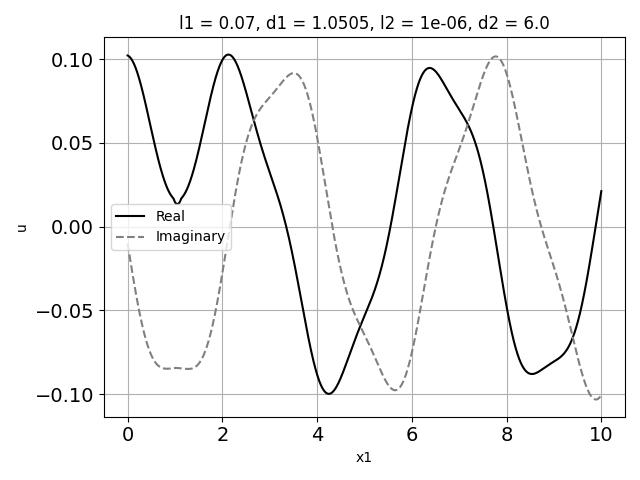 l1 = 0.07, d1 = 1.0505, l2 = 1e-06, d2 = 6.0
0.10
0.05
0.00
−0.05
−0.10
u
Real
Imaginary
0 2 4 6 8 10
x1